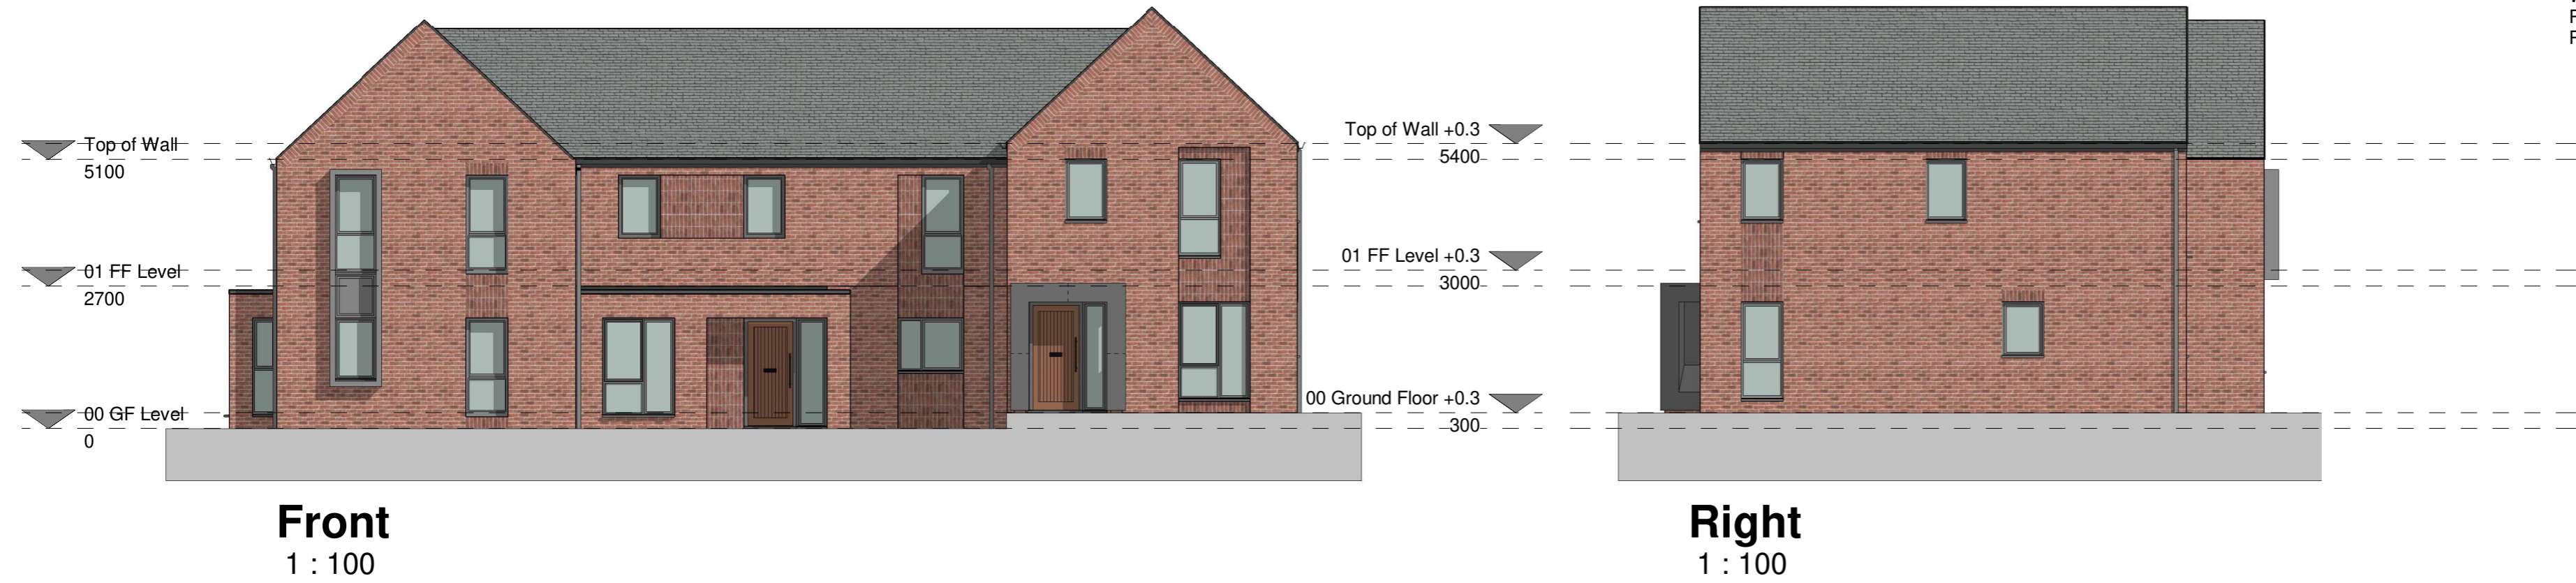 Top of Wall
5100
01 FF Level
2700
00 GF Level
0
Top of Wall +0.3
5400
01 FF Level +0.3
3000
00 Ground Floor +0.3
300
Front
1 : 100
Right
1 : 100